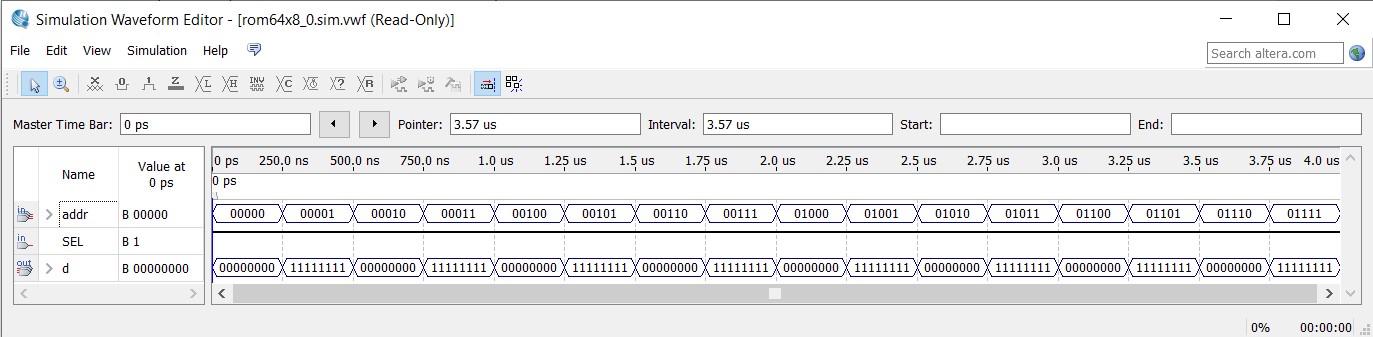 Simulation Waveform Editor - [rom64x8_0.sim.vwf (Read-Only)]
File Edit View Simulation Help
Search altera.com
Master Time Bar: 0 ps Pointer: 3.57 us Interval: 3.57 us Start: End:
Name Value at 0 ps 0 ps 250.0 ns 500.0 ns 750.0 ns 1.0 us 1.25 us 1.5 us 1.75 us 2.0 us 2.25 us 2.5 us 2.75 us 3.0 us 3.25 us 3.5 us 3.75 us 4.0 us
0 ps
in addr B 00000 00000 00001 00010 00011 00100 00101 00110 00111 01000 01001 01010 01011 01100 01101 01110 01111
in SEL B 1
out d B 00000000 00000000 11111111 00000000 11111111 00000000 11111111 00000000 11111111 00000000 11111111 00000000 11111111 00000000 11111111 00000000 11111111
0% 00:00:00